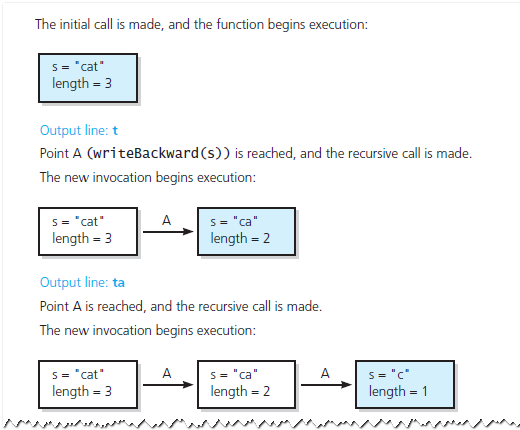 The initial call is made, and the function begins execution:
s = "cat"
length = 3
Output line: t
Point A (writeBackward(s)) is reached, and the recursive call is made.
The new invocation begins execution:
s = "cat"
length = 3
A
s = "ca"
length = 2
Output line: ta
Point A is reached, and the recursive call is made.
The new invocation begins execution:
s = "cat"
length = 3
A
s = "ca"
length = 2
A
s = "c"
length = 1